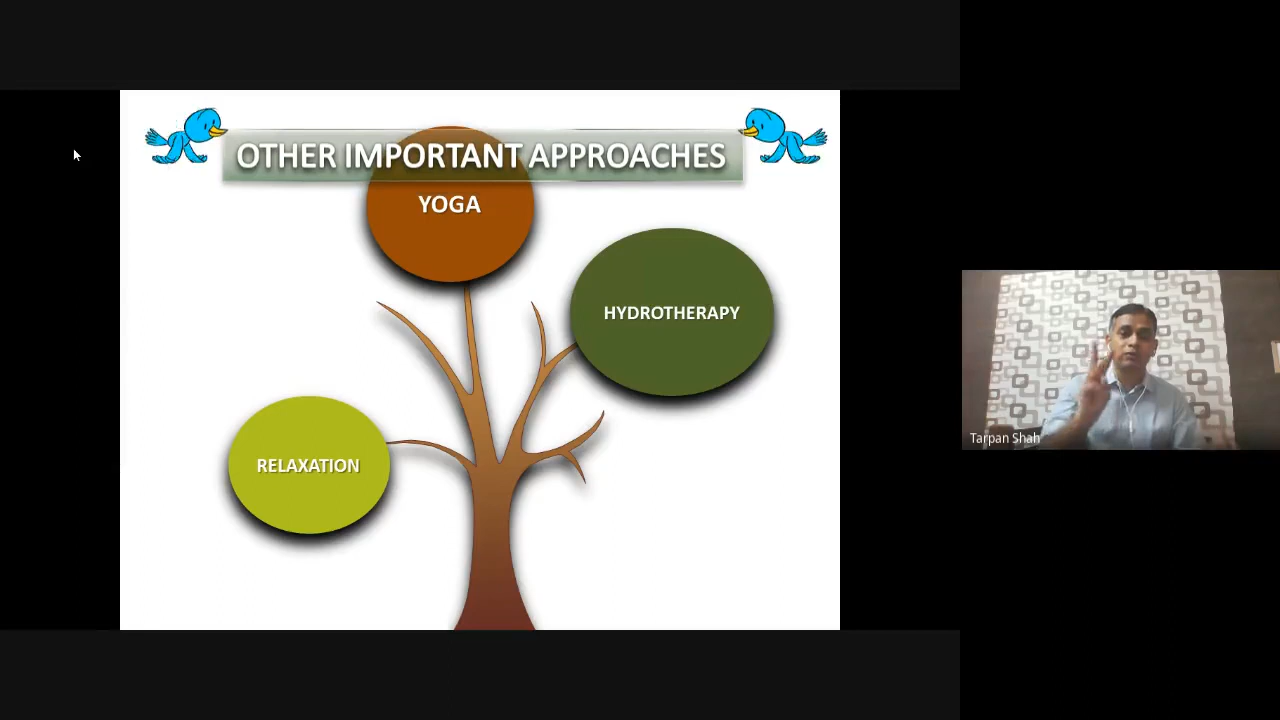 OTHER IMPORTANT APPROACHES
YOGA
HYDROTHERAPY
RELAXATION
Tarpan Shah